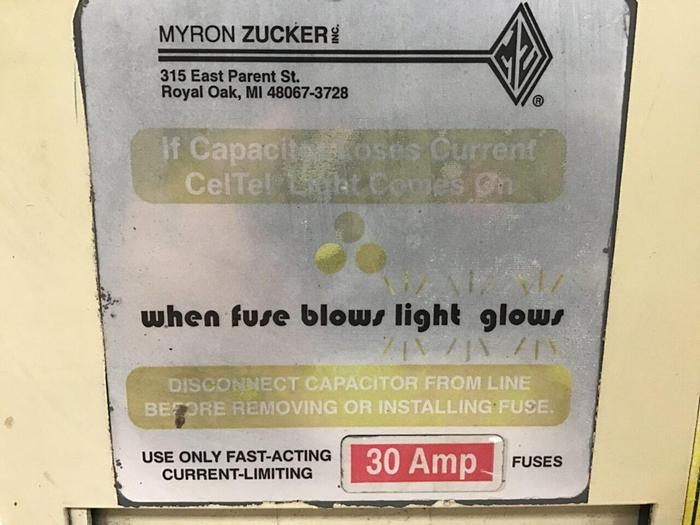 MYRON ZUCKER INC.
315 East Parent St.
Royal Oak, MI 48067-3728
MZ
®
If Capacitor Loses Current
CelTel® Light Comes On
when fuse blows light glows
DISCONNECT CAPACITOR FROM LINE
BEFORE REMOVING OR INSTALLING FUSE.
USE ONLY FAST-ACTING
CURRENT-LIMITING
30 Amp
FUSES